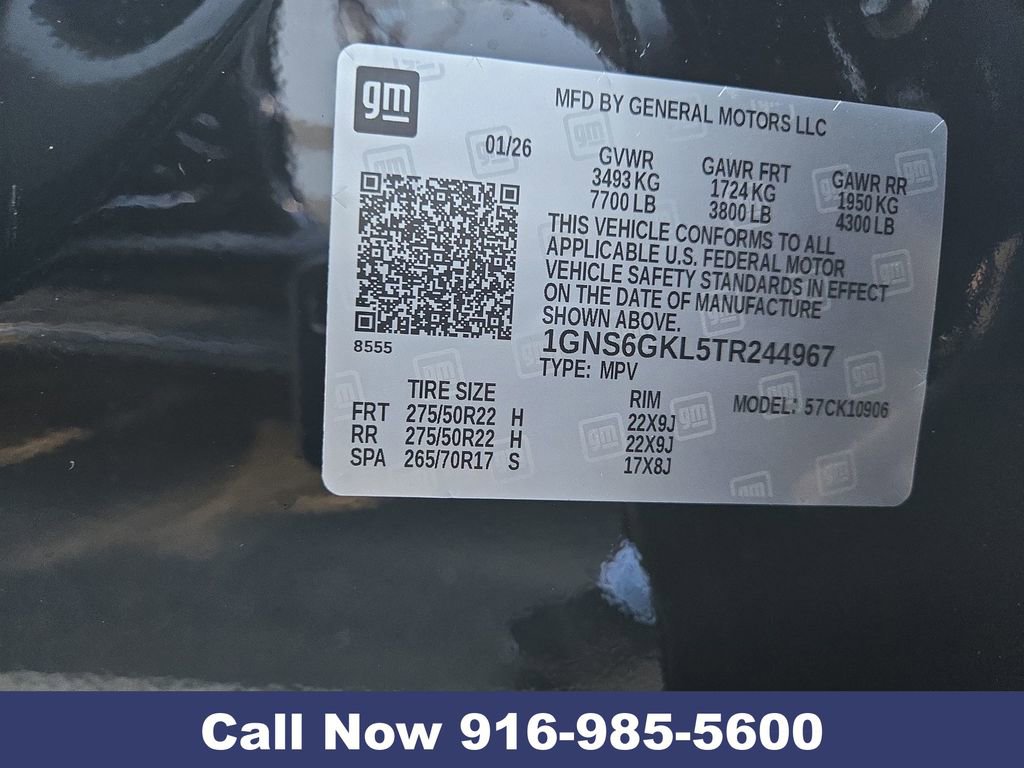 gm
MFD BY GENERAL MOTORS LLC
01/26
GVWR GAWR FRT GAWR RR
3493 KG 1724 KG 1950 KG
7700 LB 3800 LB 4300 LB
THIS VEHICLE CONFORMS TO ALL
APPLICABLE U.S. FEDERAL MOTOR
VEHICLE SAFETY STANDARDS IN EFFECT
ON THE DATE OF MANUFACTURE
SHOWN ABOVE.
8555
1GNS6GKL5TR244967
TYPE: MPV
TIRE SIZE RIM MODEL: 57CK10906
FRT 275/50R22 H 22X9J
RR 275/50R22 H 22X9J
SPA 265/70R17 S 17X8J
Call Now 916-985-5600